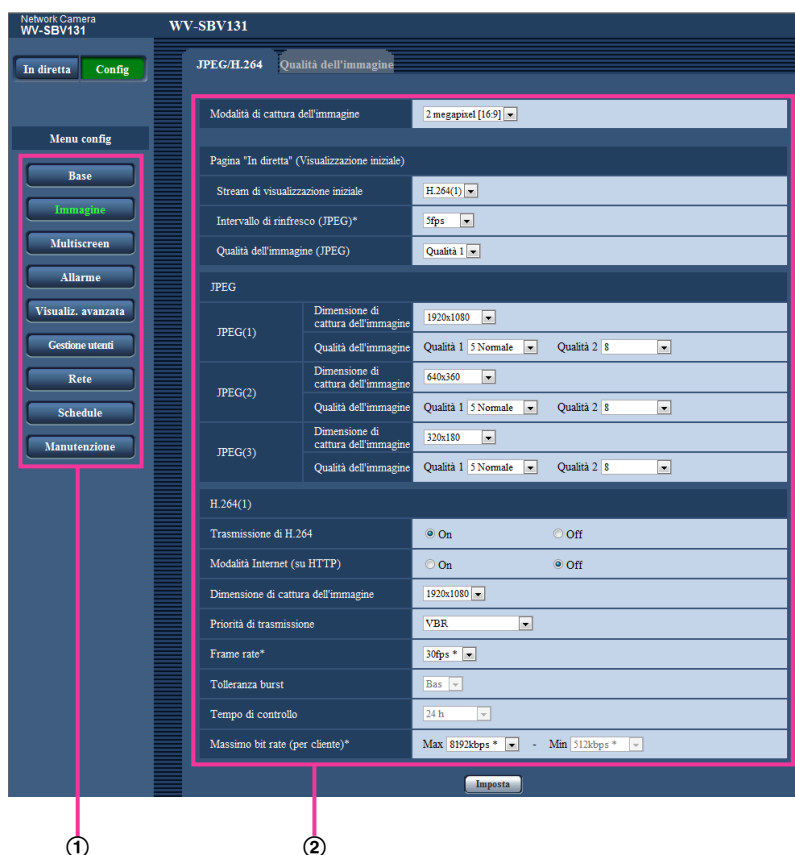 Network Camera
WV-SBV131
WV-SBV131
In diretta Config
JPEG/H.264 Qualità dell'immagine
Menu config
Base
Immagine
Multiscreen
Allarme
Visualiz. avanzata
Gestione utenti
Rete
Schedule
Manutenzione
Modalità di cattura dell'immagine 2 megapixel [16:9]
Pagina "In diretta" (Visualizzazione iniziale)
Stream di visualizzazione iniziale H.264(1)
Intervallo di rinfresco (JPEG)* 5fps
Qualità dell'immagine (JPEG) Qualità 1
JPEG
JPEG(1)
Dimensione di
cattura dell'immagine 1920x1080
Qualità dell'immagine Qualità 1 5 Normale Qualità 2 8
JPEG(2)
Dimensione di
cattura dell'immagine 640x360
Qualità dell'immagine Qualità 1 5 Normale Qualità 2 8
JPEG(3)
Dimensione di
cattura dell'immagine 320x180
Qualità dell'immagine Qualità 1 5 Normale Qualità 2 8
H.264(1)
Trasmissione di H.264 On Off
Modalità Internet (su HTTP) On Off
Dimensione di cattura dell'immagine 1920x1080
Priorità di trasmissione VBR
Frame rate* 30fps *
Tolleranza burst Bas
Tempo di controllo 24 h
Massimo bit rate (per cliente)* Max 8192kbps * - Min 512kbps *
Imposta
① ②